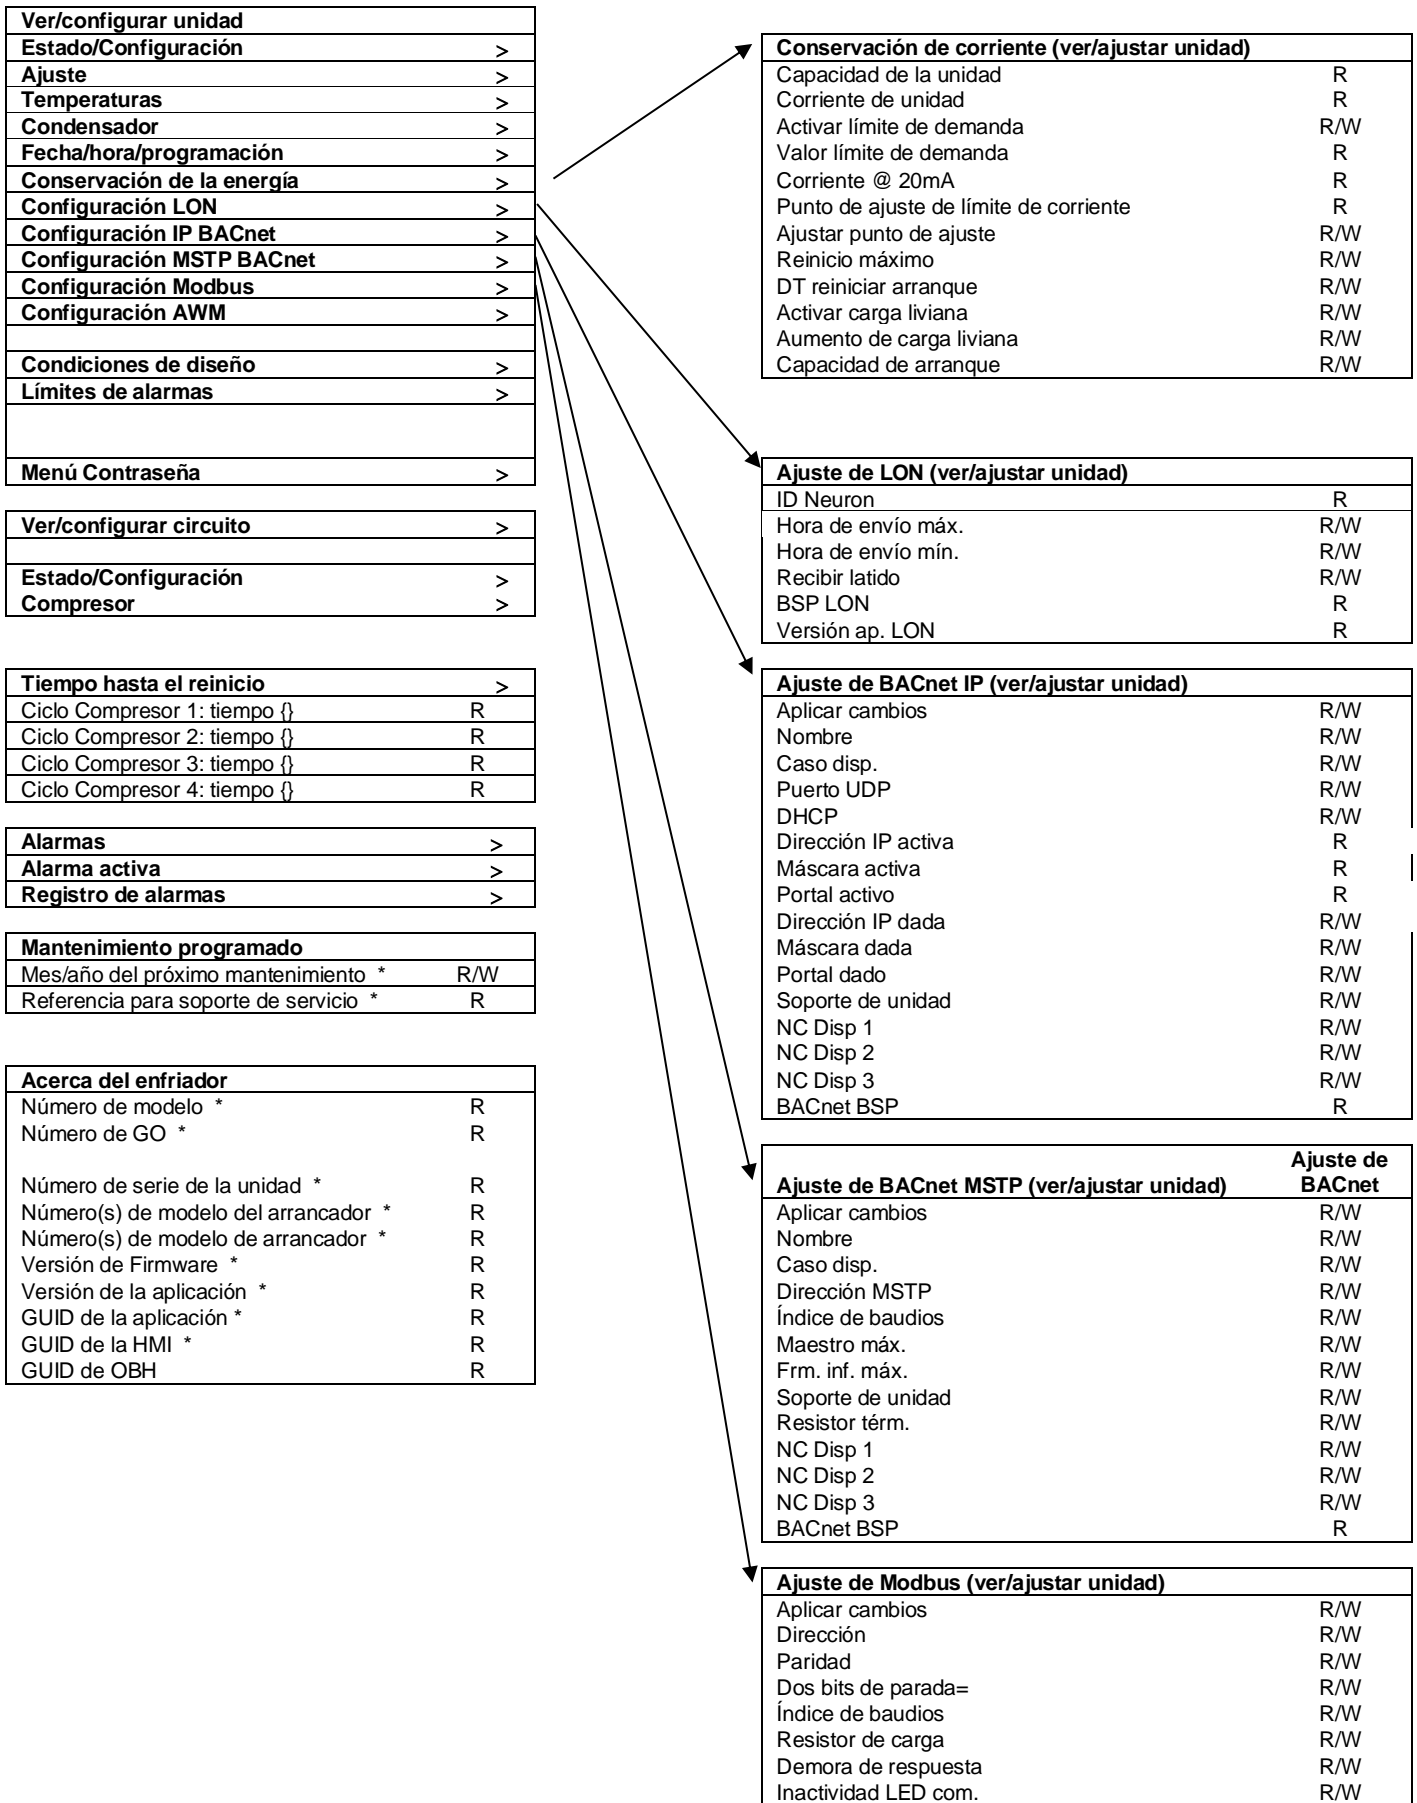 Ver/configurar unidad
Estado/Configuración >
Ajuste >
Temperaturas >
Condensador >
Fecha/hora/programación >
Conservación de la energía >
Configuración LON >
Configuración IP BACnet >
Configuración MSTP BACnet >
Configuración Modbus >
Configuración AWM >
Condiciones de diseño >
Límites de alarmas >
Menú Contraseña >
Ver/configurar circuito >
Estado/Configuración >
Compresor >
Tiempo hasta el reinicio >
Ciclo Compresor 1: tiempo {} R
Ciclo Compresor 2: tiempo {} R
Ciclo Compresor 3: tiempo {} R
Ciclo Compresor 4: tiempo {} R
Alarmas >
Alarma activa >
Registro de alarmas >
Mantenimiento programado
Mes/año del próximo mantenimiento * R/W
Referencia para soporte de servicio * R
Acerca del enfriador
Número de modelo * R
Número de GO * R
Número de serie de la unidad * R
Número(s) de modelo del arrancador * R
Número(s) de modelo de arrancador * R
Versión de Firmware * R
Versión de la aplicación * R
GUID de la aplicación * R
GUID de la HMI * R
GUID de OBH R
Conservación de corriente (ver/ajustar unidad)
Capacidad de la unidad R
Corriente de unidad R
Activar límite de demanda R/W
Valor límite de demanda R
Corriente @ 20mA R
Punto de ajuste de límite de corriente R
Ajustar punto de ajuste R/W
Reinicio máximo R/W
DT reiniciar arranque R/W
Activar carga liviana R/W
Aumento de carga liviana R/W
Capacidad de arranque R/W
Ajuste de LON (ver/ajustar unidad)
ID Neuron R
Hora de envío máx. R/W
Hora de envío mín. R/W
Recibir latido R/W
BSP LON R
Versión ap. LON R
Ajuste de BACnet IP (ver/ajustar unidad)
Aplicar cambios R/W
Nombre R/W
Caso disp. R/W
Puerto UDP R/W
DHCP R/W
Dirección IP activa R
Máscara activa R
Portal activo R
Dirección IP dada R/W
Máscara dada R/W
Portal dado R/W
Soporte de unidad R/W
NC Disp 1 R/W
NC Disp 2 R/W
NC Disp 3 R/W
BACnet BSP R
Ajuste de
Ajuste de BACnet MSTP (ver/ajustar unidad) BACnet
Aplicar cambios R/W
Nombre R/W
Caso disp. R/W
Dirección MSTP R/W
Índice de baudios R/W
Maestro máx. R/W
Frm. inf. máx. R/W
Soporte de unidad R/W
Resistor térm. R/W
NC Disp 1 R/W
NC Disp 2 R/W
NC Disp 3 R/W
BACnet BSP R
Ajuste de Modbus (ver/ajustar unidad)
Aplicar cambios R/W
Dirección R/W
Paridad R/W
Dos bits de parada= R/W
Índice de baudios R/W
Resistor de carga R/W
Demora de respuesta R/W
Inactividad LED com. R/W